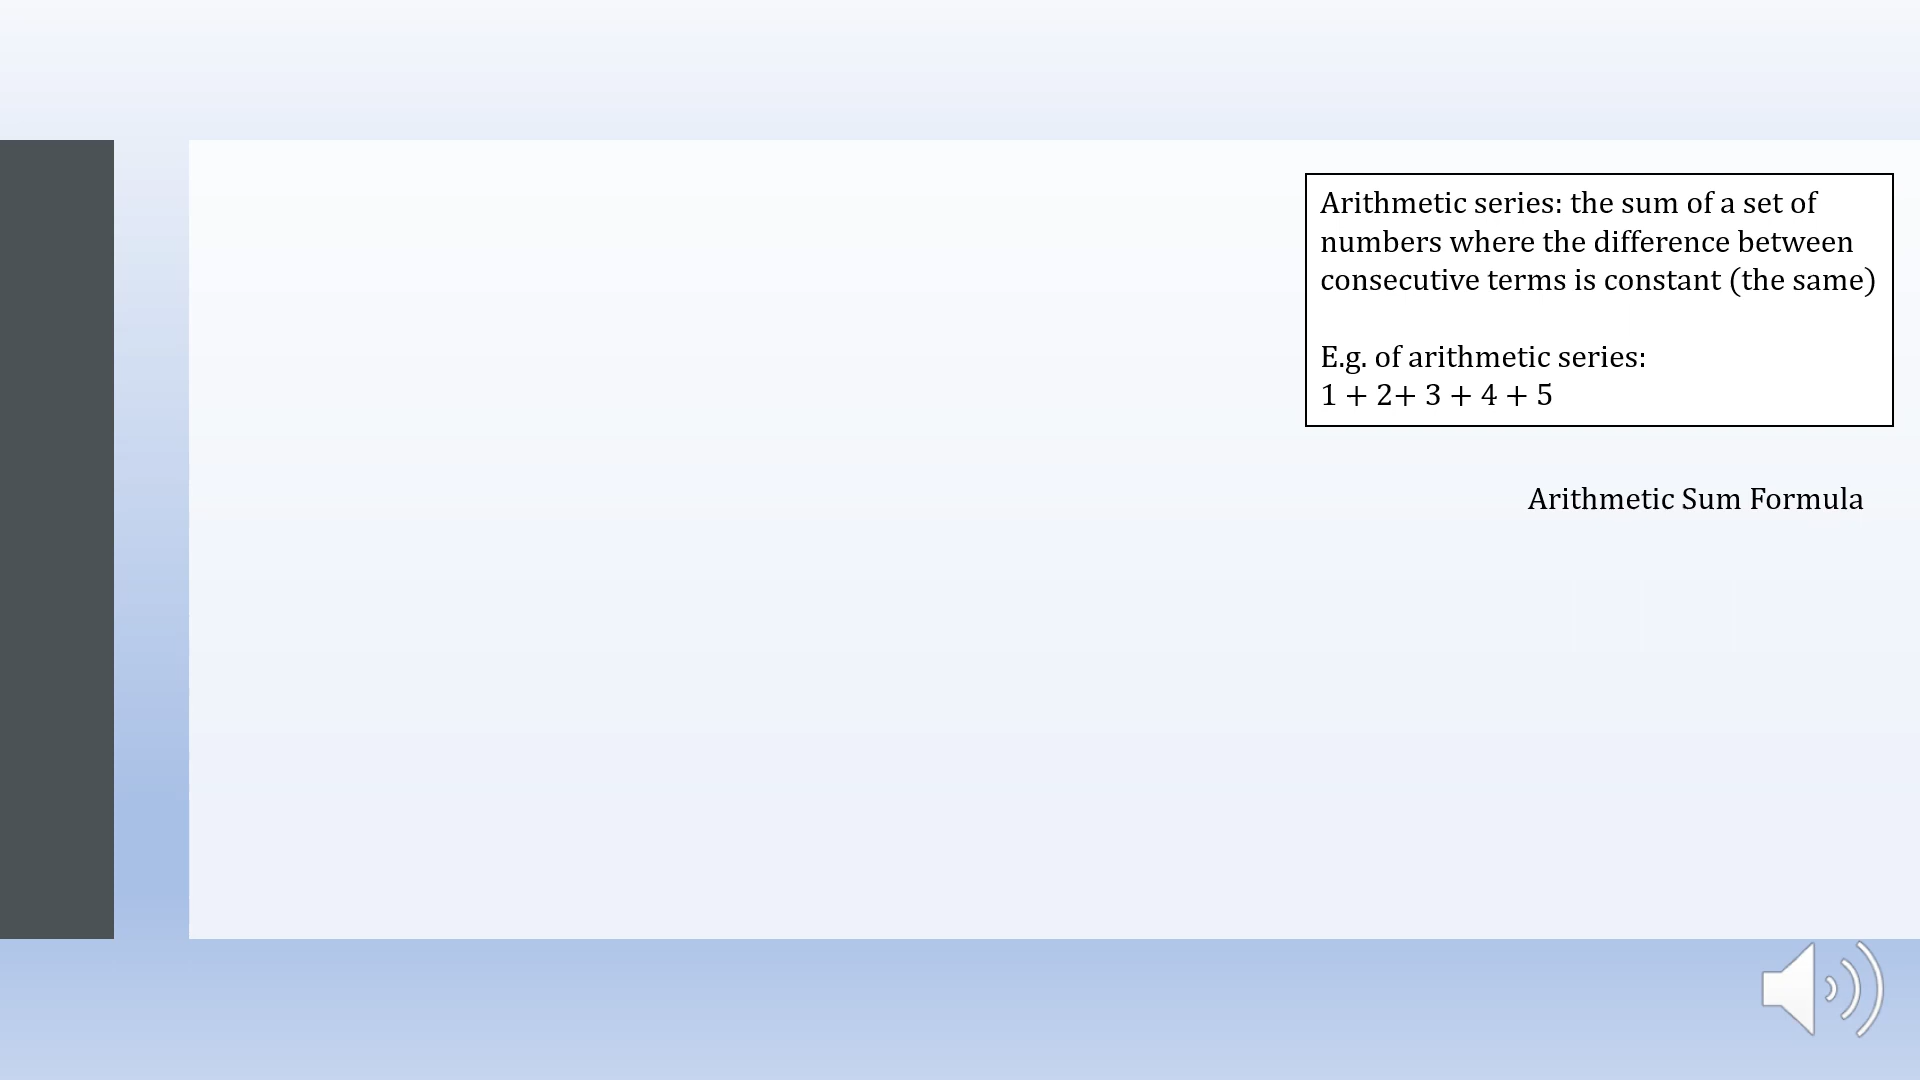 Arithmetic series: the sum of a set of
numbers where the difference between
consecutive terms is constant (the same)
E.g. of arithmetic series:
1 + 2+ 3 + 4 + 5
Arithmetic Sum Formula